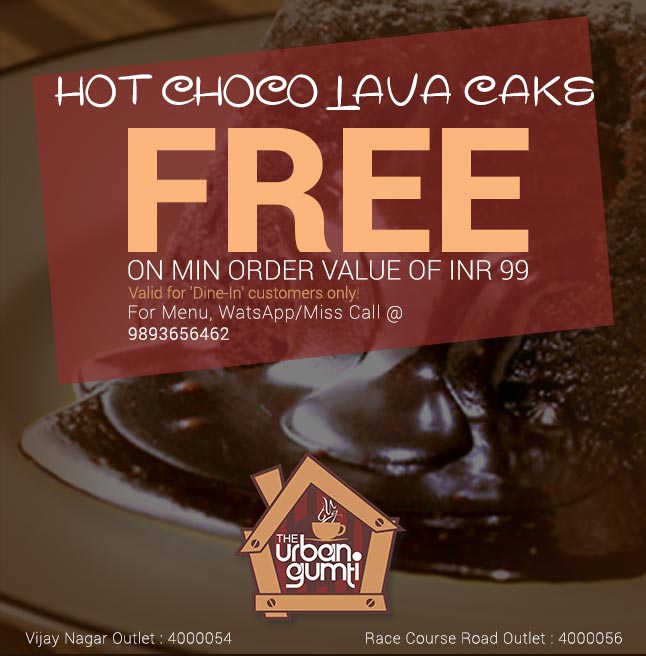 HOT CHOCO LAVA CAKE
FREE
ON MIN ORDER VALUE OF INR 99
Valid for 'Dine-In' customers only!
For Menu, WatsApp/Miss Call @
9893656462
THE
urban
gumti
Vijay Nagar Outlet : 4000054
Race Course Road Outlet : 4000056